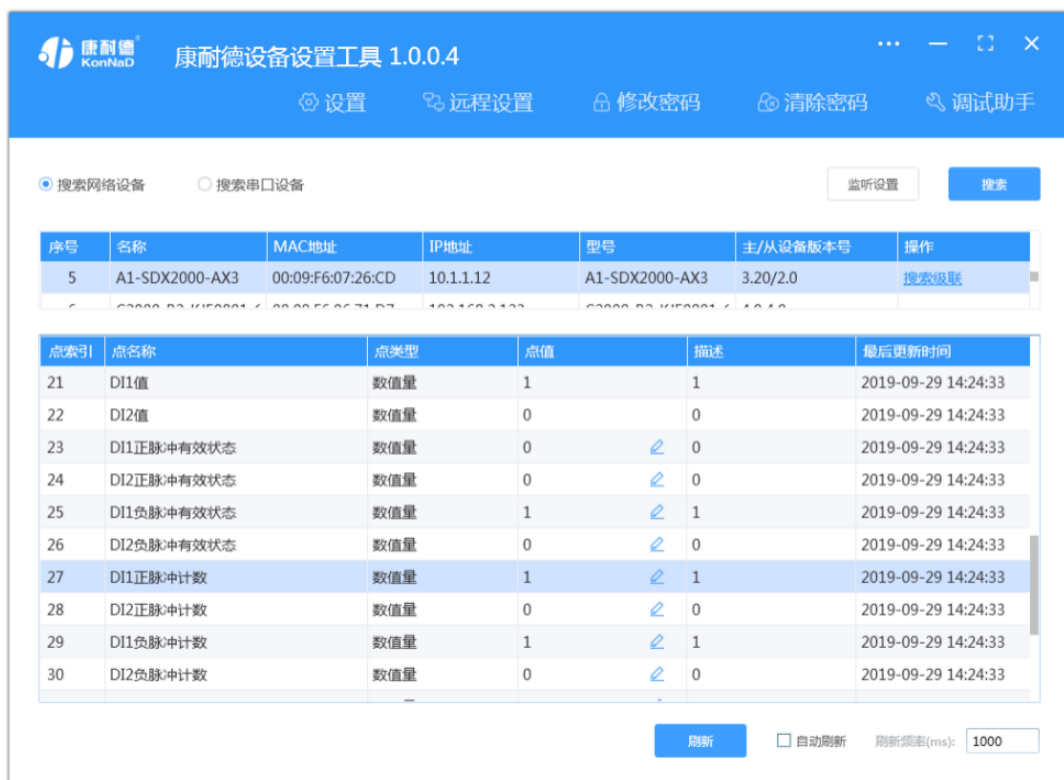 康耐德
KonNaD
康耐德设备设置工具 1.0.0.4
设置 远程设置 修改密码 清除密码 调试助手
搜索网络设备 搜索串口设备 监听设置 搜索
序号 名称 MAC地址 IP地址 型号 主/从设备版本号 操作
5 A1-SDX2000-AX3 00:09:F6:07:26:CD 10.1.1.12 A1-SDX2000-AX3 3.20/2.0 搜索级联
点索引 点名称 点类型 点值 描述 最后更新时间
21 DI1值 数值量 1 1 2019-09-29 14:24:33
22 DI2值 数值量 0 0 2019-09-29 14:24:33
23 DI1正脉冲有效状态 数值量 0 0 2019-09-29 14:24:33
24 DI2正脉冲有效状态 数值量 0 0 2019-09-29 14:24:33
25 DI1负脉冲有效状态 数值量 1 1 2019-09-29 14:24:33
26 DI2负脉冲有效状态 数值量 0 0 2019-09-29 14:24:33
27 DI1正脉冲计数 数值量 1 1 2019-09-29 14:24:33
28 DI2正脉冲计数 数值量 0 0 2019-09-29 14:24:33
29 DI1负脉冲计数 数值量 1 1 2019-09-29 14:24:33
30 DI2负脉冲计数 数值量 0 0 2019-09-29 14:24:33
刷新 自动刷新 刷新频率(ms): 1000